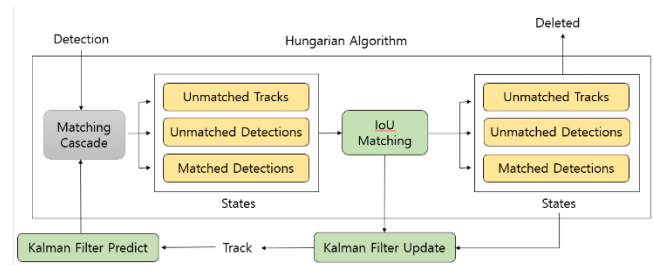 Deleted
Detection
Hungarian Algorithm
Matching
Cascade
Unmatched Tracks
Unmatched Detections
Matched Detections
States
IoU
Matching
Unmatched Tracks
Unmatched Detections
Matched Detections
States
Kalman Filter Predict
Track
Kalman Filter Update